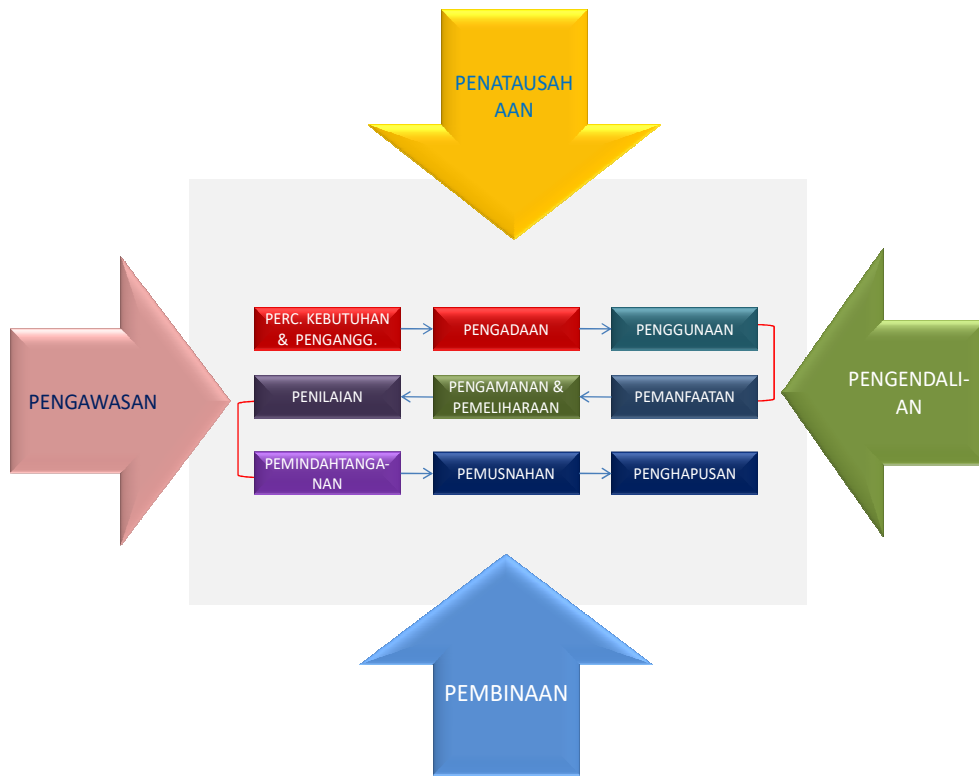 PENATAUSAH
AAN
PERC. KEBUTUHAN
& PENGANGG.
PENGADAAN
PENGGUNAAN
PENGAWASAN
PENILAIAN
PENGAMANAN &
PEMELIHARAAN
PEMANFAATAN
PENGENDALI-
AN
PEMINDAHTANGA-
NAN
PEMUSNAHAN
PENGHAPUSAN
PEMBINAAN